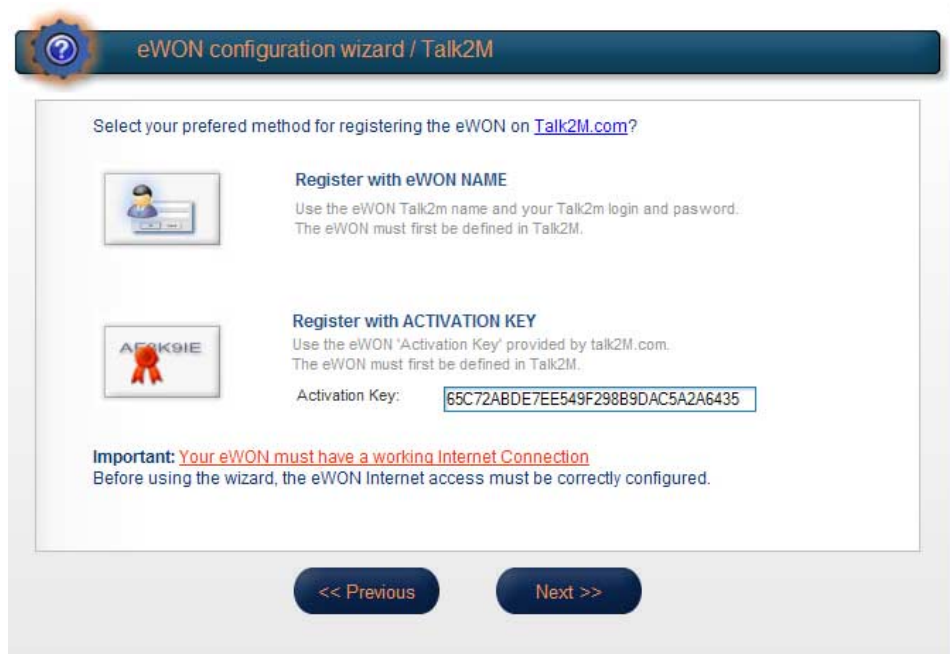 eWON configuration wizard / Talk2M
Select your prefered method for registering the eWON on Talk2M.com?
Register with eWON NAME
Use the eWON Talk2m name and your Talk2m login and pasword.
The eWON must first be defined in Talk2M.
Register with ACTIVATION KEY
Use the eWON 'Activation Key' provided by talk2M.com.
The eWON must first be defined in Talk2M.
Activation Key: 65C72ABDE7EE549F298B9DAC5A2A6435
Important: Your eWON must have a working Internet Connection
Before using the wizard, the eWON Internet access must be correctly configured.
<< Previous Next >>